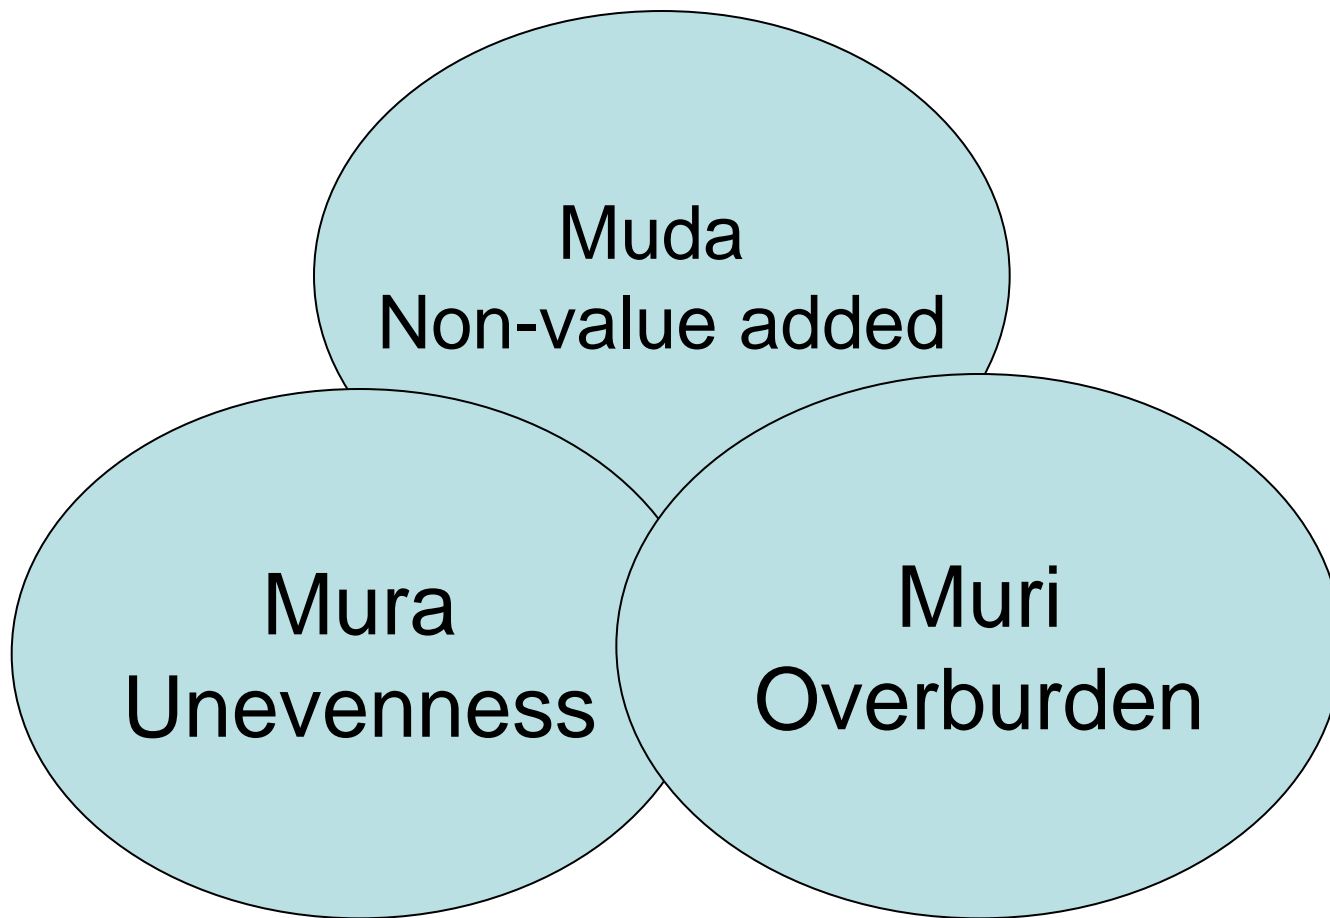 Muda
Non-value added
Mura
Unevenness
Muri
Overburden